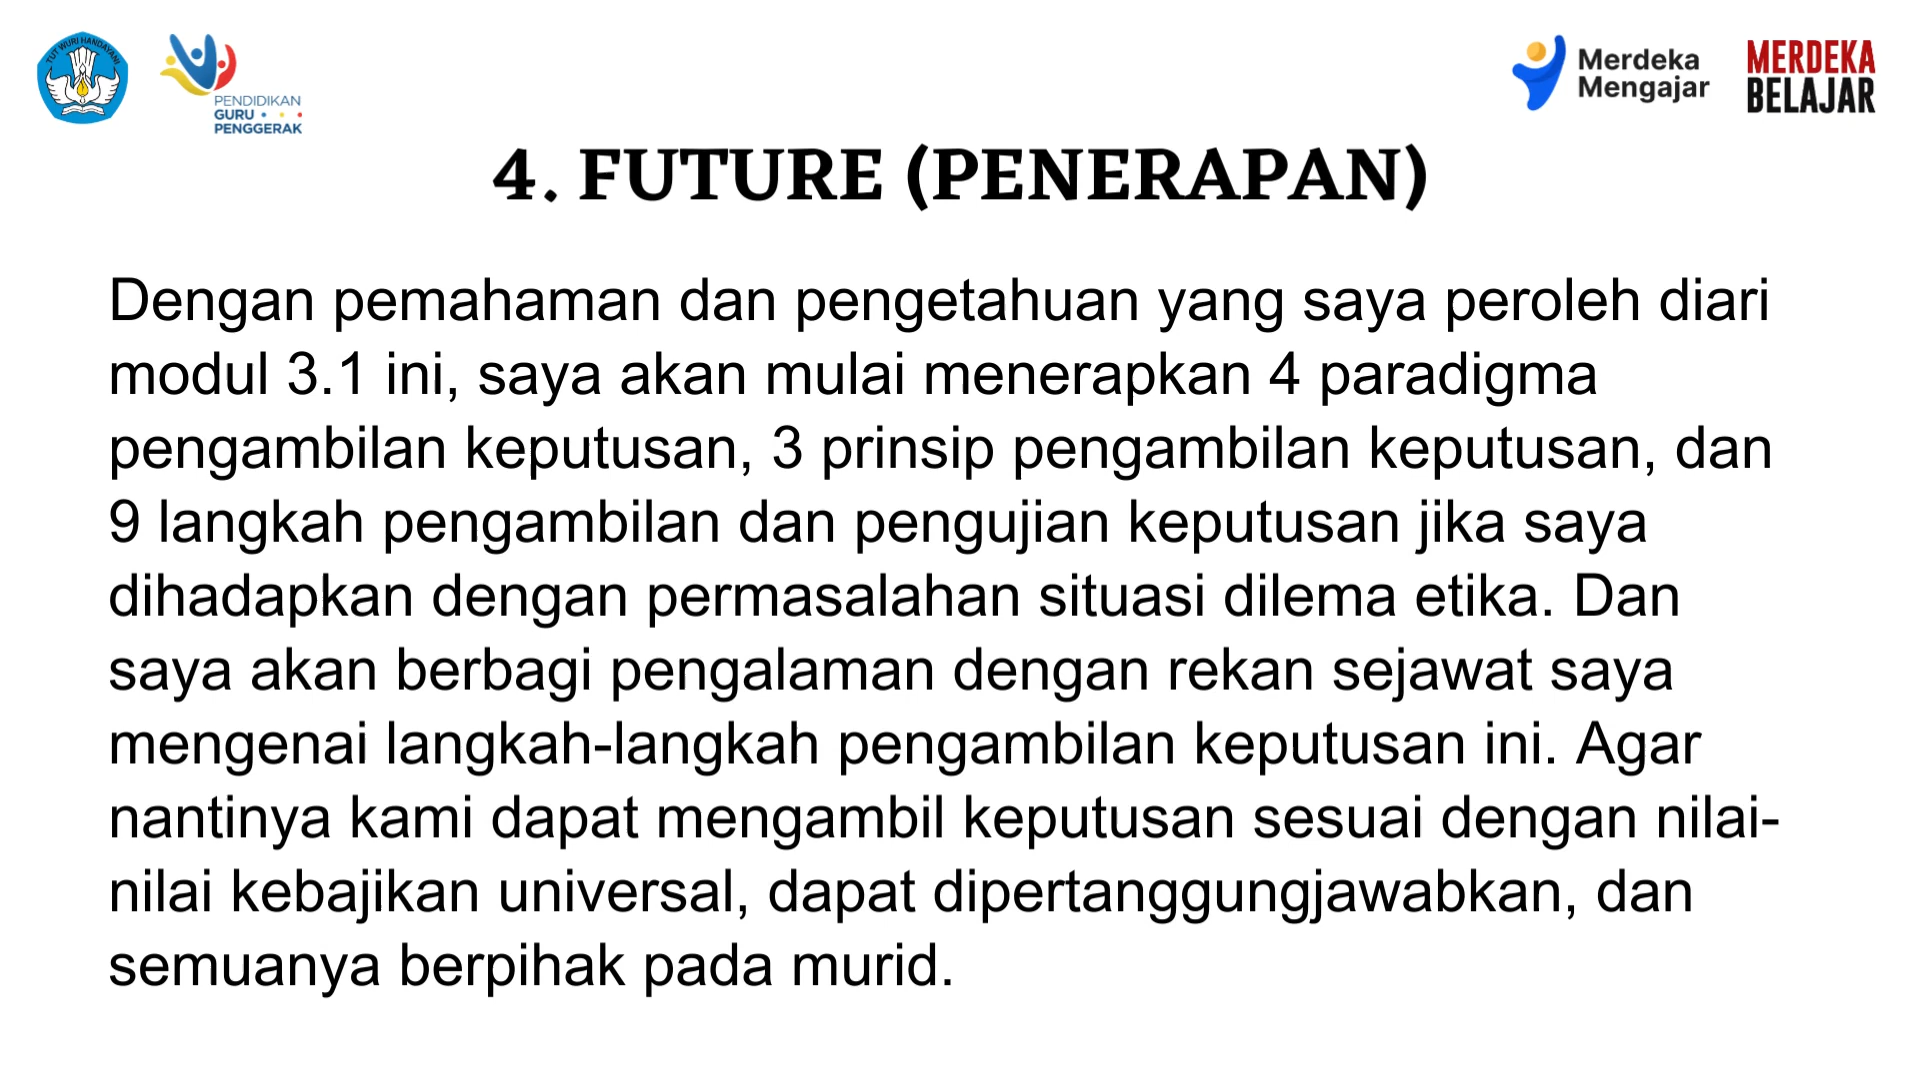 TUT WURI HANDAYANI
PENDIDIKAN
GURU
PENGGERAK
Merdeka
Mengajar
MERDEKA
BELAJAR
4. FUTURE (PENERAPAN)
Dengan pemahaman dan pengetahuan yang saya peroleh diari
modul 3.1 ini, saya akan mulai menerapkan 4 paradigma
pengambilan keputusan, 3 prinsip pengambilan keputusan, dan
9 langkah pengambilan dan pengujian keputusan jika saya
dihadapkan dengan permasalahan situasi dilema etika. Dan
saya akan berbagi pengalaman dengan rekan sejawat saya
mengenai langkah-langkah pengambilan keputusan ini. Agar
nantinya kami dapat mengambil keputusan sesuai dengan nilai-
nilai kebajikan universal, dapat dipertanggungjawabkan, dan
semuanya berpihak pada murid.